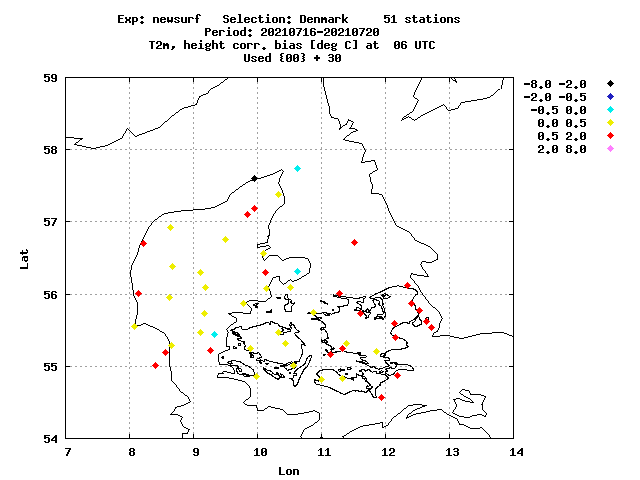 Exp: newsurf   Selection: Denmark     51 stations
Period: 20210716-20210720
T2m, height corr. bias [deg C] at  06 UTC
Used {00} + 30
-8.0 -2.0
-2.0 -0.5
-0.5 0.0
0.0 0.5
0.5 2.0
2.0 8.0
59
58
57
56
55
54
Lat
7 8 9 10 11 12 13 14
Lon